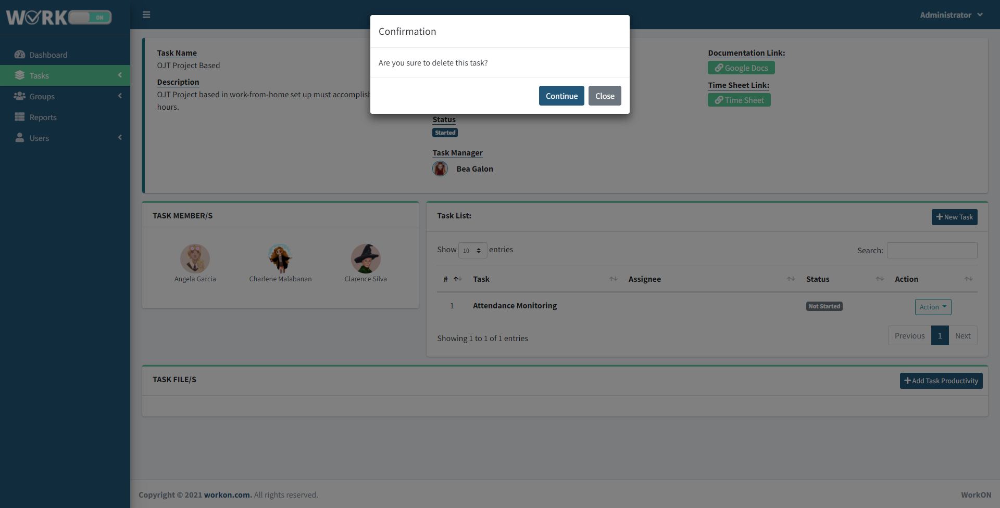 WORK ON
Administrator
Dashboard
Tasks
Groups
Reports
Users
Confirmation
Are you sure to delete this task?
Continue
Close
Task Name
OJT Project Based
Description
OJT Project based in work-from-home set up must accomplish
hours.
Status
Started
Task Manager
Bea Galon
Documentation Link:
Google Docs
Time Sheet Link:
Time Sheet
TASK MEMBER/S
Angela Garcia
Charlene Malabanan
Clarence Silva
Task List:
New Task
Show 10 entries
Search:
# Task Assignee Status Action
1 Attendance Monitoring Not Started Action
Showing 1 to 1 of 1 entries
Previous 1 Next
TASK FILE/S
Add Task Productivity
Copyright © 2021 workon.com. All rights reserved.
WorkON